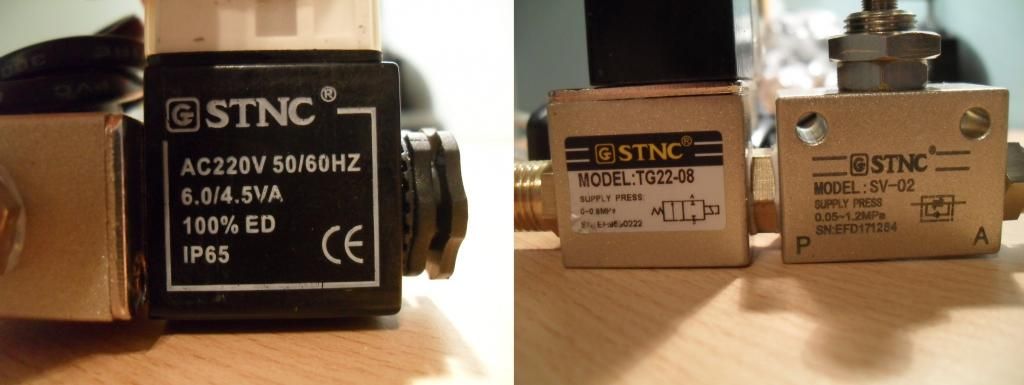 G STNC®
AC220V 50/60HZ
6.0/4.5VA
100% ED
IP65
CE
G STNC®
MODEL:TG22-08
SUPPLY PRESS:
0~0.8MPa
G STNC®
MODEL: SV-02
SUPPLY PRESS
0.05~1.2MPa
SN:EFD171284
P A